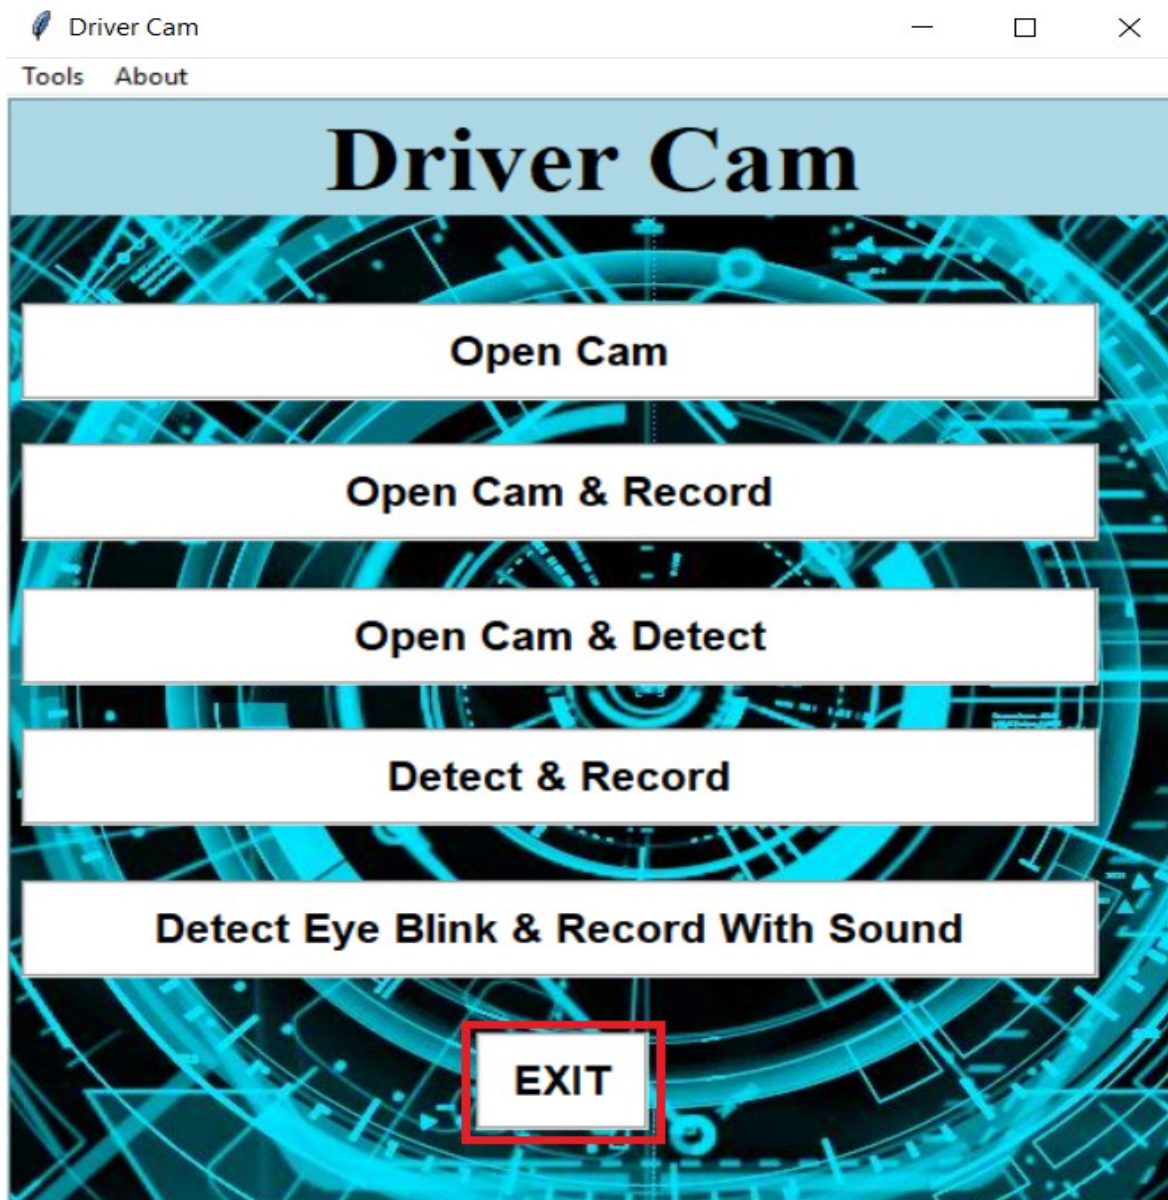 Driver Cam
Tools About
Driver Cam
Open Cam
Open Cam & Record
Open Cam & Detect
Detect & Record
Detect Eye Blink & Record With Sound
EXIT